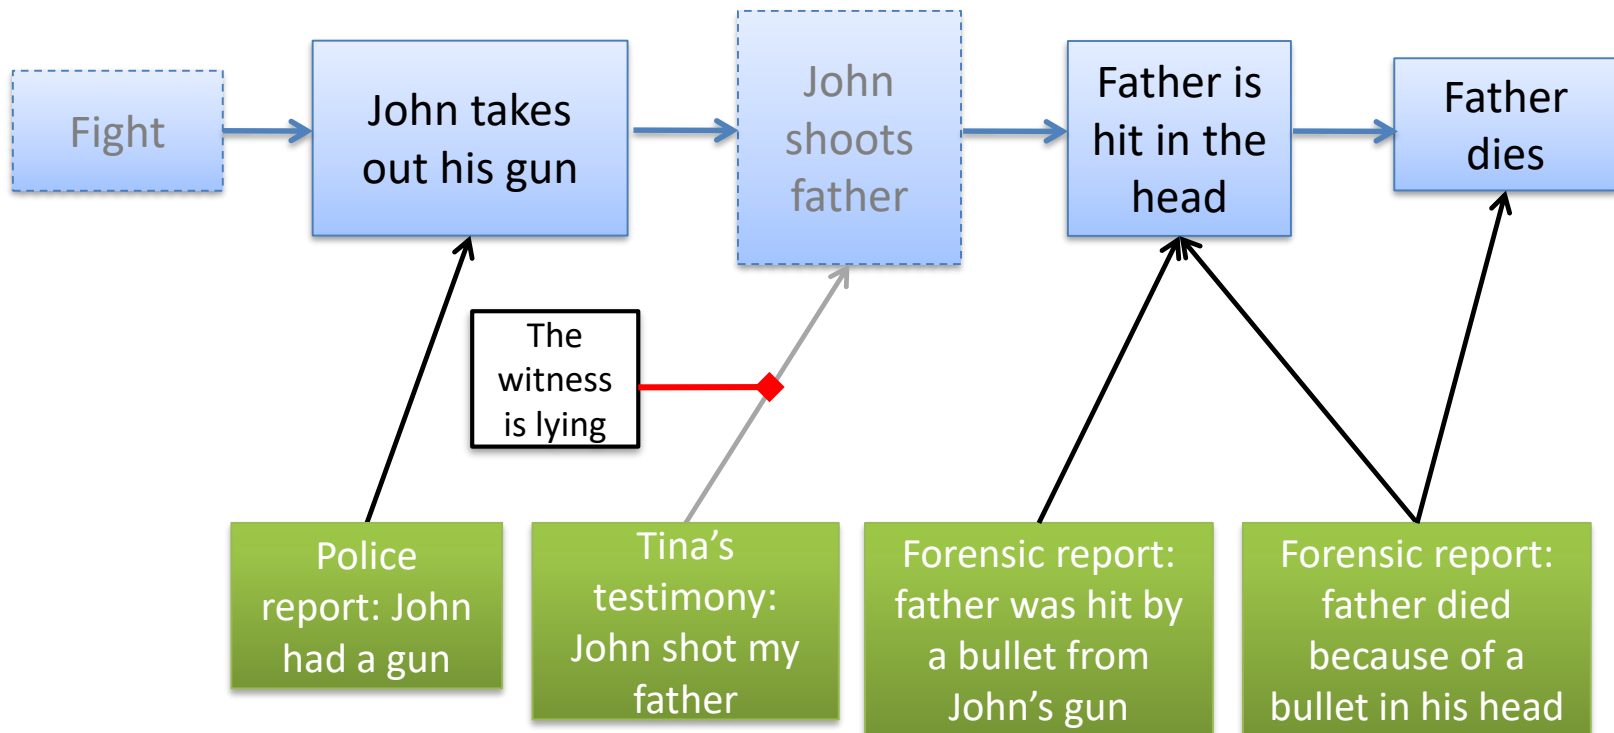 Fight
John takes
out his gun
John
shoots
father
Father is
hit in the
head
Father
dies
The
witness
is lying
Police
report: John
had a gun
Tina’s
testimony:
John shot my
father
Forensic report:
father was hit by
a bullet from
John’s gun
Forensic report:
father died
because of a
bullet in his head